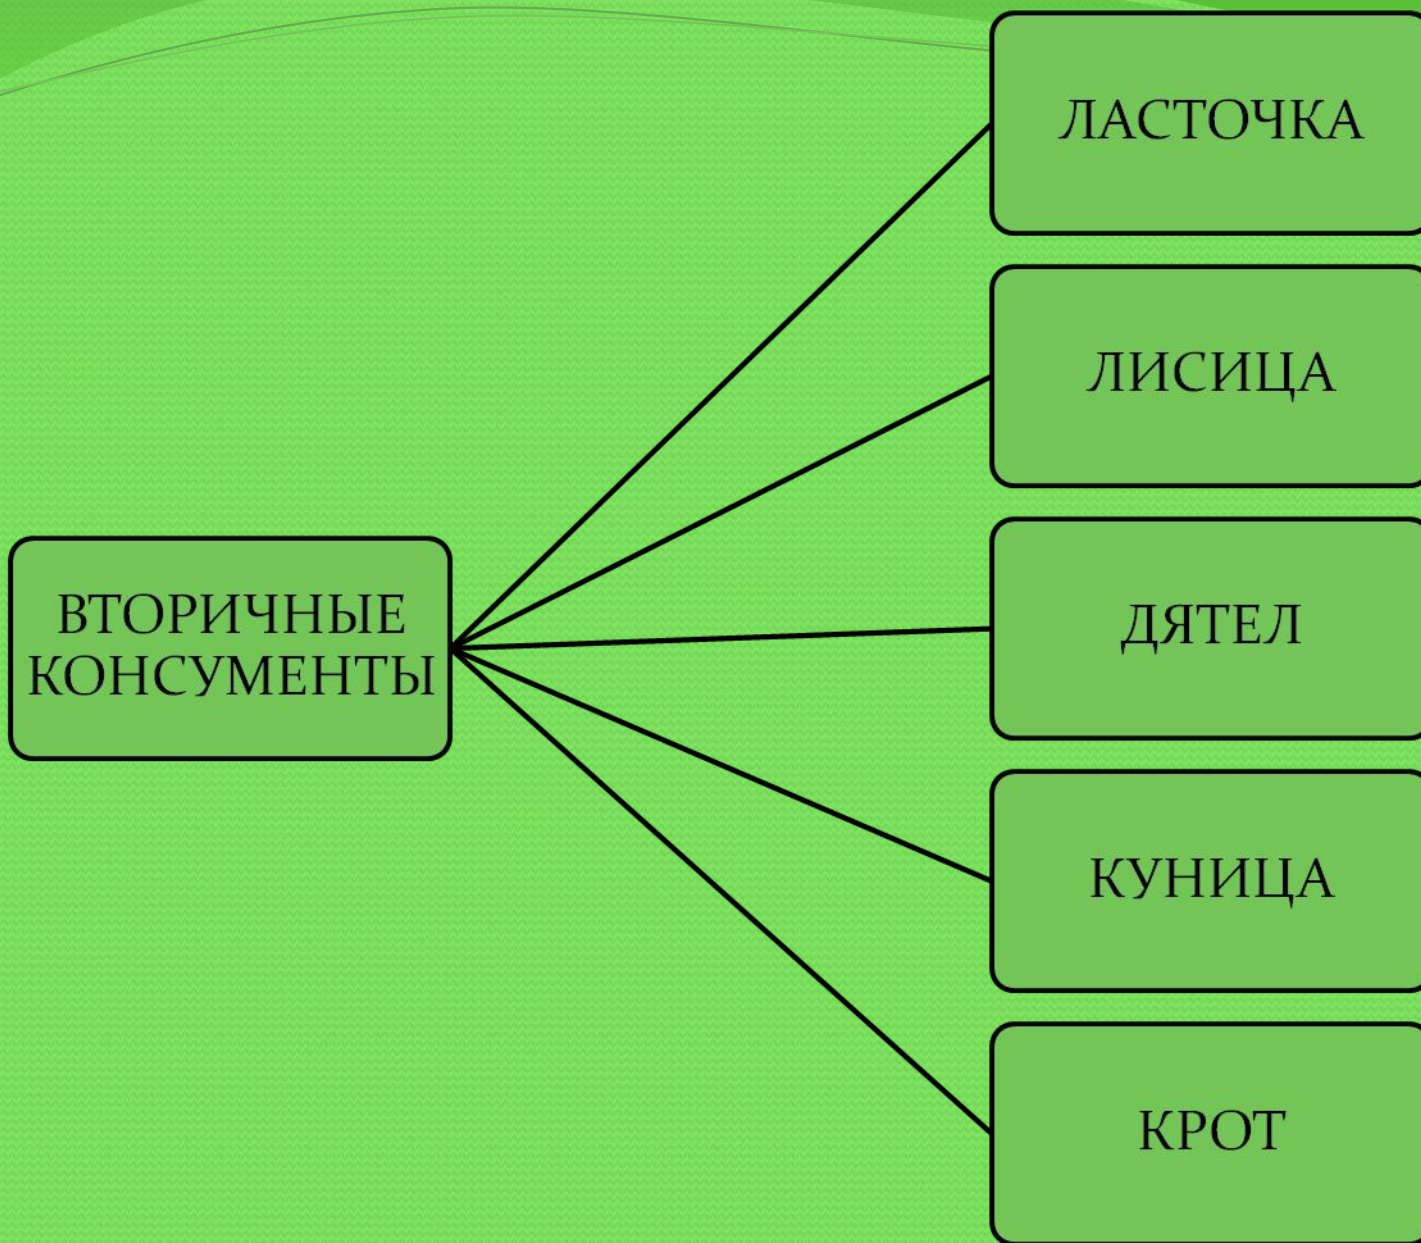 ВТОРИЧНЫЕ
КОНСУМЕНТЫ
ЛАСТОЧКА
ЛИСИЦА
ДЯТЕЛ
КУНИЦА
КРОТ